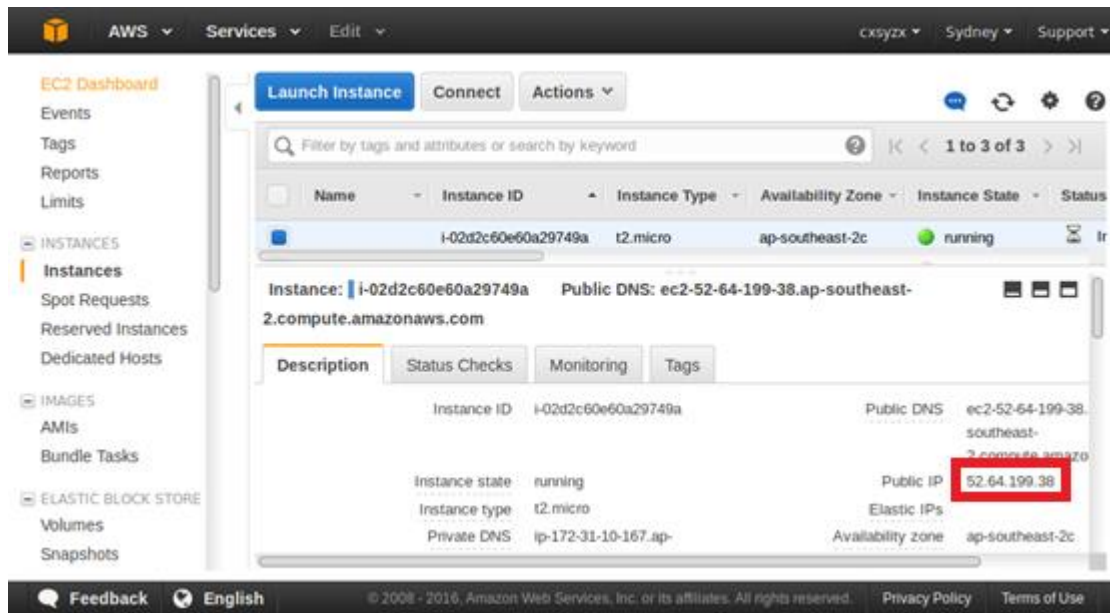 AWS Services Edit cxsyzx Sydney Support
EC2 Dashboard
Events
Tags
Reports
Limits
INSTANCES
Instances
Spot Requests
Reserved Instances
Dedicated Hosts
IMAGES
AMIs
Bundle Tasks
ELASTIC BLOCK STORE
Volumes
Snapshots
Launch Instance Connect Actions
Filter by tags and attributes or search by keyword 1 to 3 of 3
Name Instance ID Instance Type Availability Zone Instance State Status
i-02d2c60e60a29749a t2.micro ap-southeast-2c running
Instance: i-02d2c60e60a29749a Public DNS: ec2-52-64-199-38.ap-southeast-
2.compute.amazonaws.com
Description Status Checks Monitoring Tags
Instance ID i-02d2c60e60a29749a Public DNS ec2-52-64-199-38.
southeast-
2.compute.amazo
Instance state running Public IP 52.64.199.38
Instance type t2.micro Elastic IPs
Private DNS ip-172-31-10-167.ap- Availability zone ap-southeast-2c
Feedback English © 2008 - 2016, Amazon Web Services, Inc. or its affiliates. All rights reserved. Privacy Policy Terms of Use